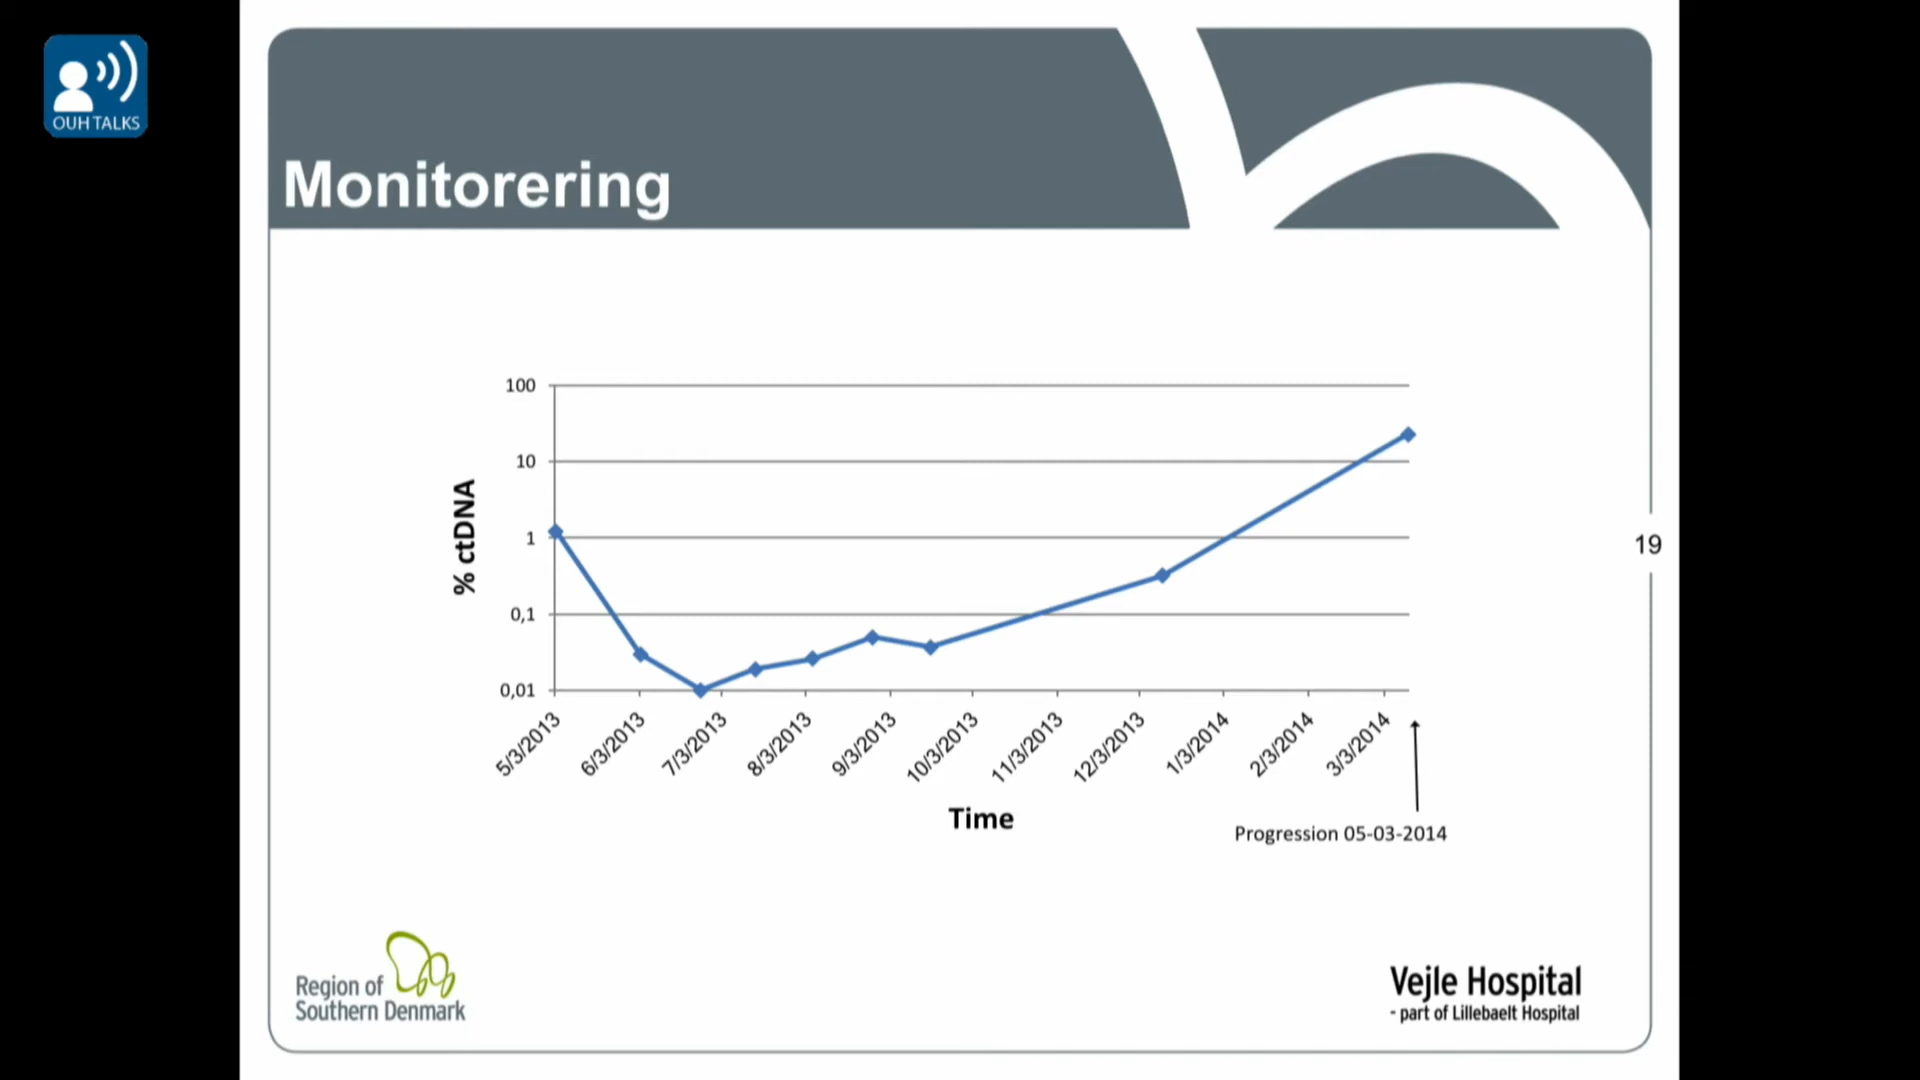 OUH TALKS
Monitorering
100
10
1
0,1
0,01
% ctDNA
5/3/2013
6/3/2013
7/3/2013
8/3/2013
9/3/2013
10/3/2013
11/3/2013
12/3/2013
1/3/2014
2/3/2014
3/3/2014
Time
Progression 05-03-2014
19
Region of
Southern Denmark
Vejle Hospital
- part of Lillebaelt Hospital